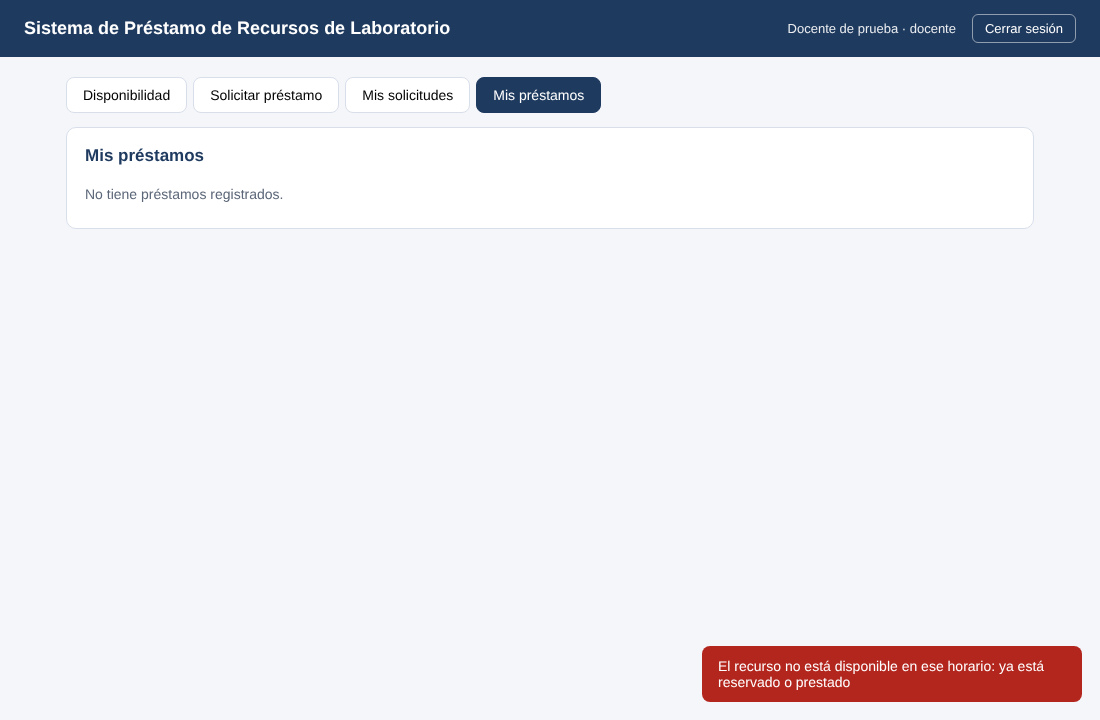 Sistema de Préstamo de Recursos de Laboratorio
Docente de prueba · docente
Cerrar sesión
Disponibilidad
Solicitar préstamo
Mis solicitudes
Mis préstamos
Mis préstamos
No tiene préstamos registrados.
El recurso no está disponible en ese horario: ya está
reservado o prestado